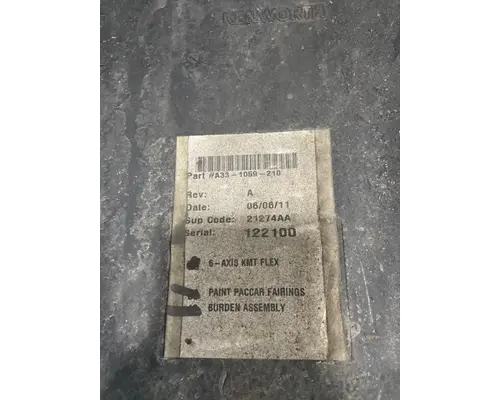 KENWORTH
Part #A33-1059-210
Rev: A
Date: 06/06/11
Sup Code: 21274AA
Serial: 122100
6-AXIS KMT FLEX
PAINT PACCAR FAIRINGS
BURDEN ASSEMBLY